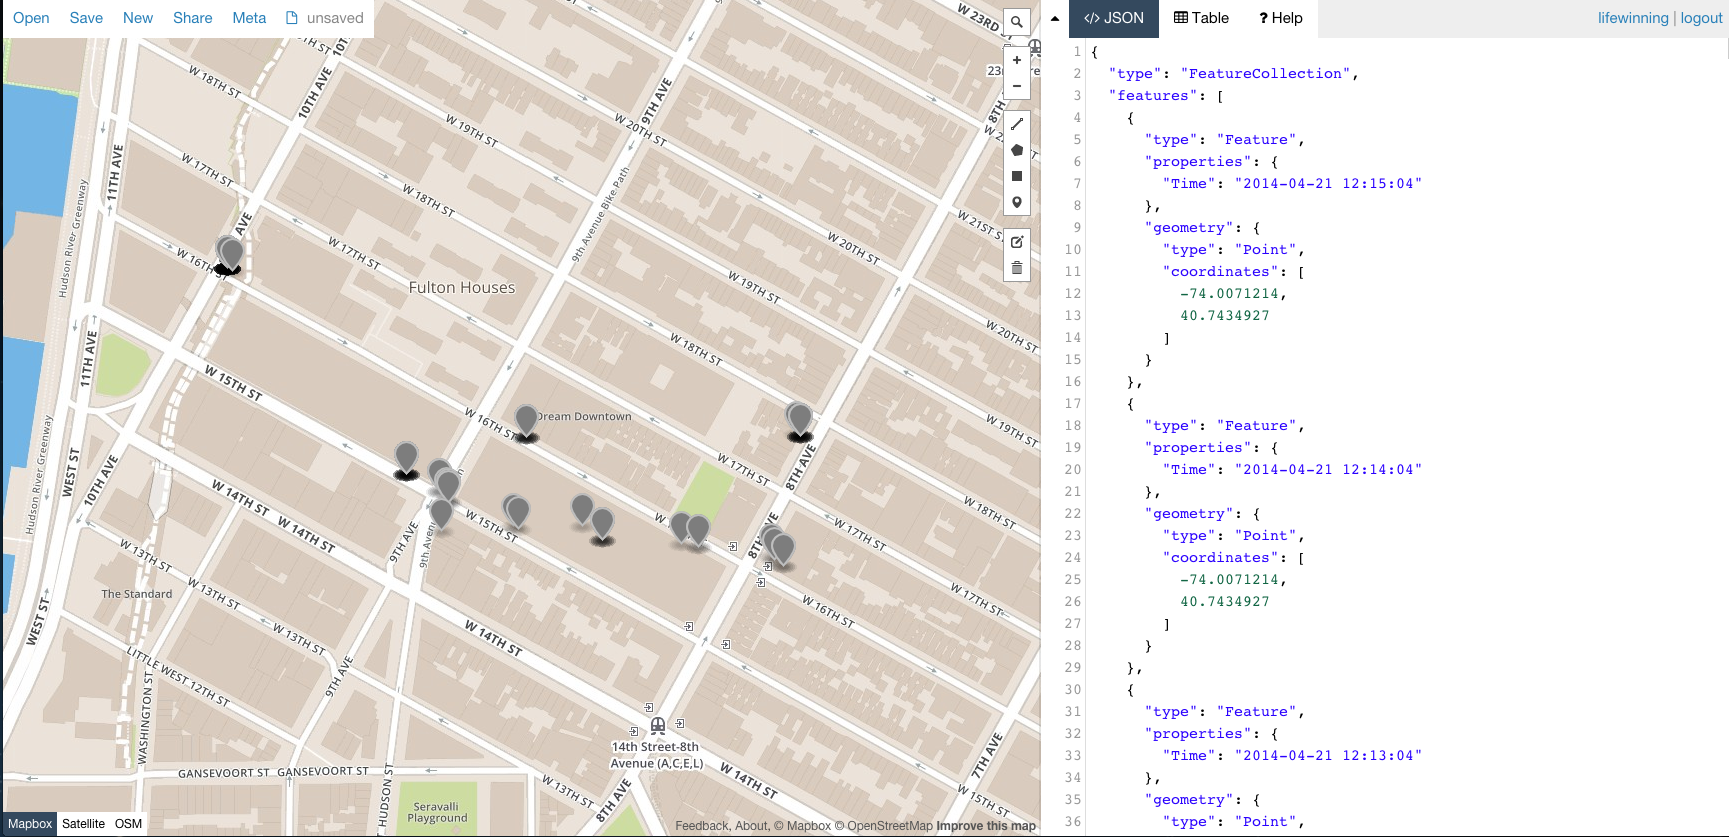 Open Save New Share Meta unsaved
</> JSON Table ? Help
lifewinning | logout
W 23RD
10TH AVE
9TH AVE
8TH
W 18TH ST
W 19TH ST
W 20TH ST
11TH AVE
W 17TH ST
W 18TH ST
9th Avenue Bike Path
W 21ST S
Hudson River Greenway
AVE
W 20TH ST
W 16TH
W 17TH ST
Fulton Houses
W 19TH ST
W 20TH ST
11TH AVE
W 18TH ST
W 15TH ST
W 16TH ST
Dream Downtown
W 19TH ST
Hudson River Greenway
WEST ST
10TH AVE
W 17TH ST
8TH AVE
W 14TH ST
W 14TH ST
W 15TH ST
W 18TH ST
9TH AVE
W 17TH ST
W 13TH ST
The Standard
W 13TH ST
W 16TH ST
W 17TH ST
WEST ST
W 13TH ST
W 14TH ST
LITTLE WEST 12TH ST
9TH AVE
WASHINGTON ST
14th Street-8th
Avenue (A,C,E,L)
7TH AVE
GANSEVOORT ST GANSEVOORT ST
W 14TH ST
W 13TH ST
W 15TH ST
HUDSON ST
8TH AVE
Seravalli
Playground
Mapbox Satellite OSM
Feedback, About, © Mapbox © OpenStreetMap Improve this map
1 {
2 "type": "FeatureCollection",
3 "features": [
4 {
5 "type": "Feature",
6 "properties": {
7 "Time": "2014-04-21 12:15:04"
8 },
9 "geometry": {
10 "type": "Point",
11 "coordinates": [
12 -74.0071214,
13 40.7434927
14 ]
15 }
16 },
17 {
18 "type": "Feature",
19 "properties": {
20 "Time": "2014-04-21 12:14:04"
21 },
22 "geometry": {
23 "type": "Point",
24 "coordinates": [
25 -74.0071214,
26 40.7434927
27 ]
28 }
29 },
30 {
31 "type": "Feature",
32 "properties": {
33 "Time": "2014-04-21 12:13:04"
34 },
35 "geometry": {
36 "type": "Point",